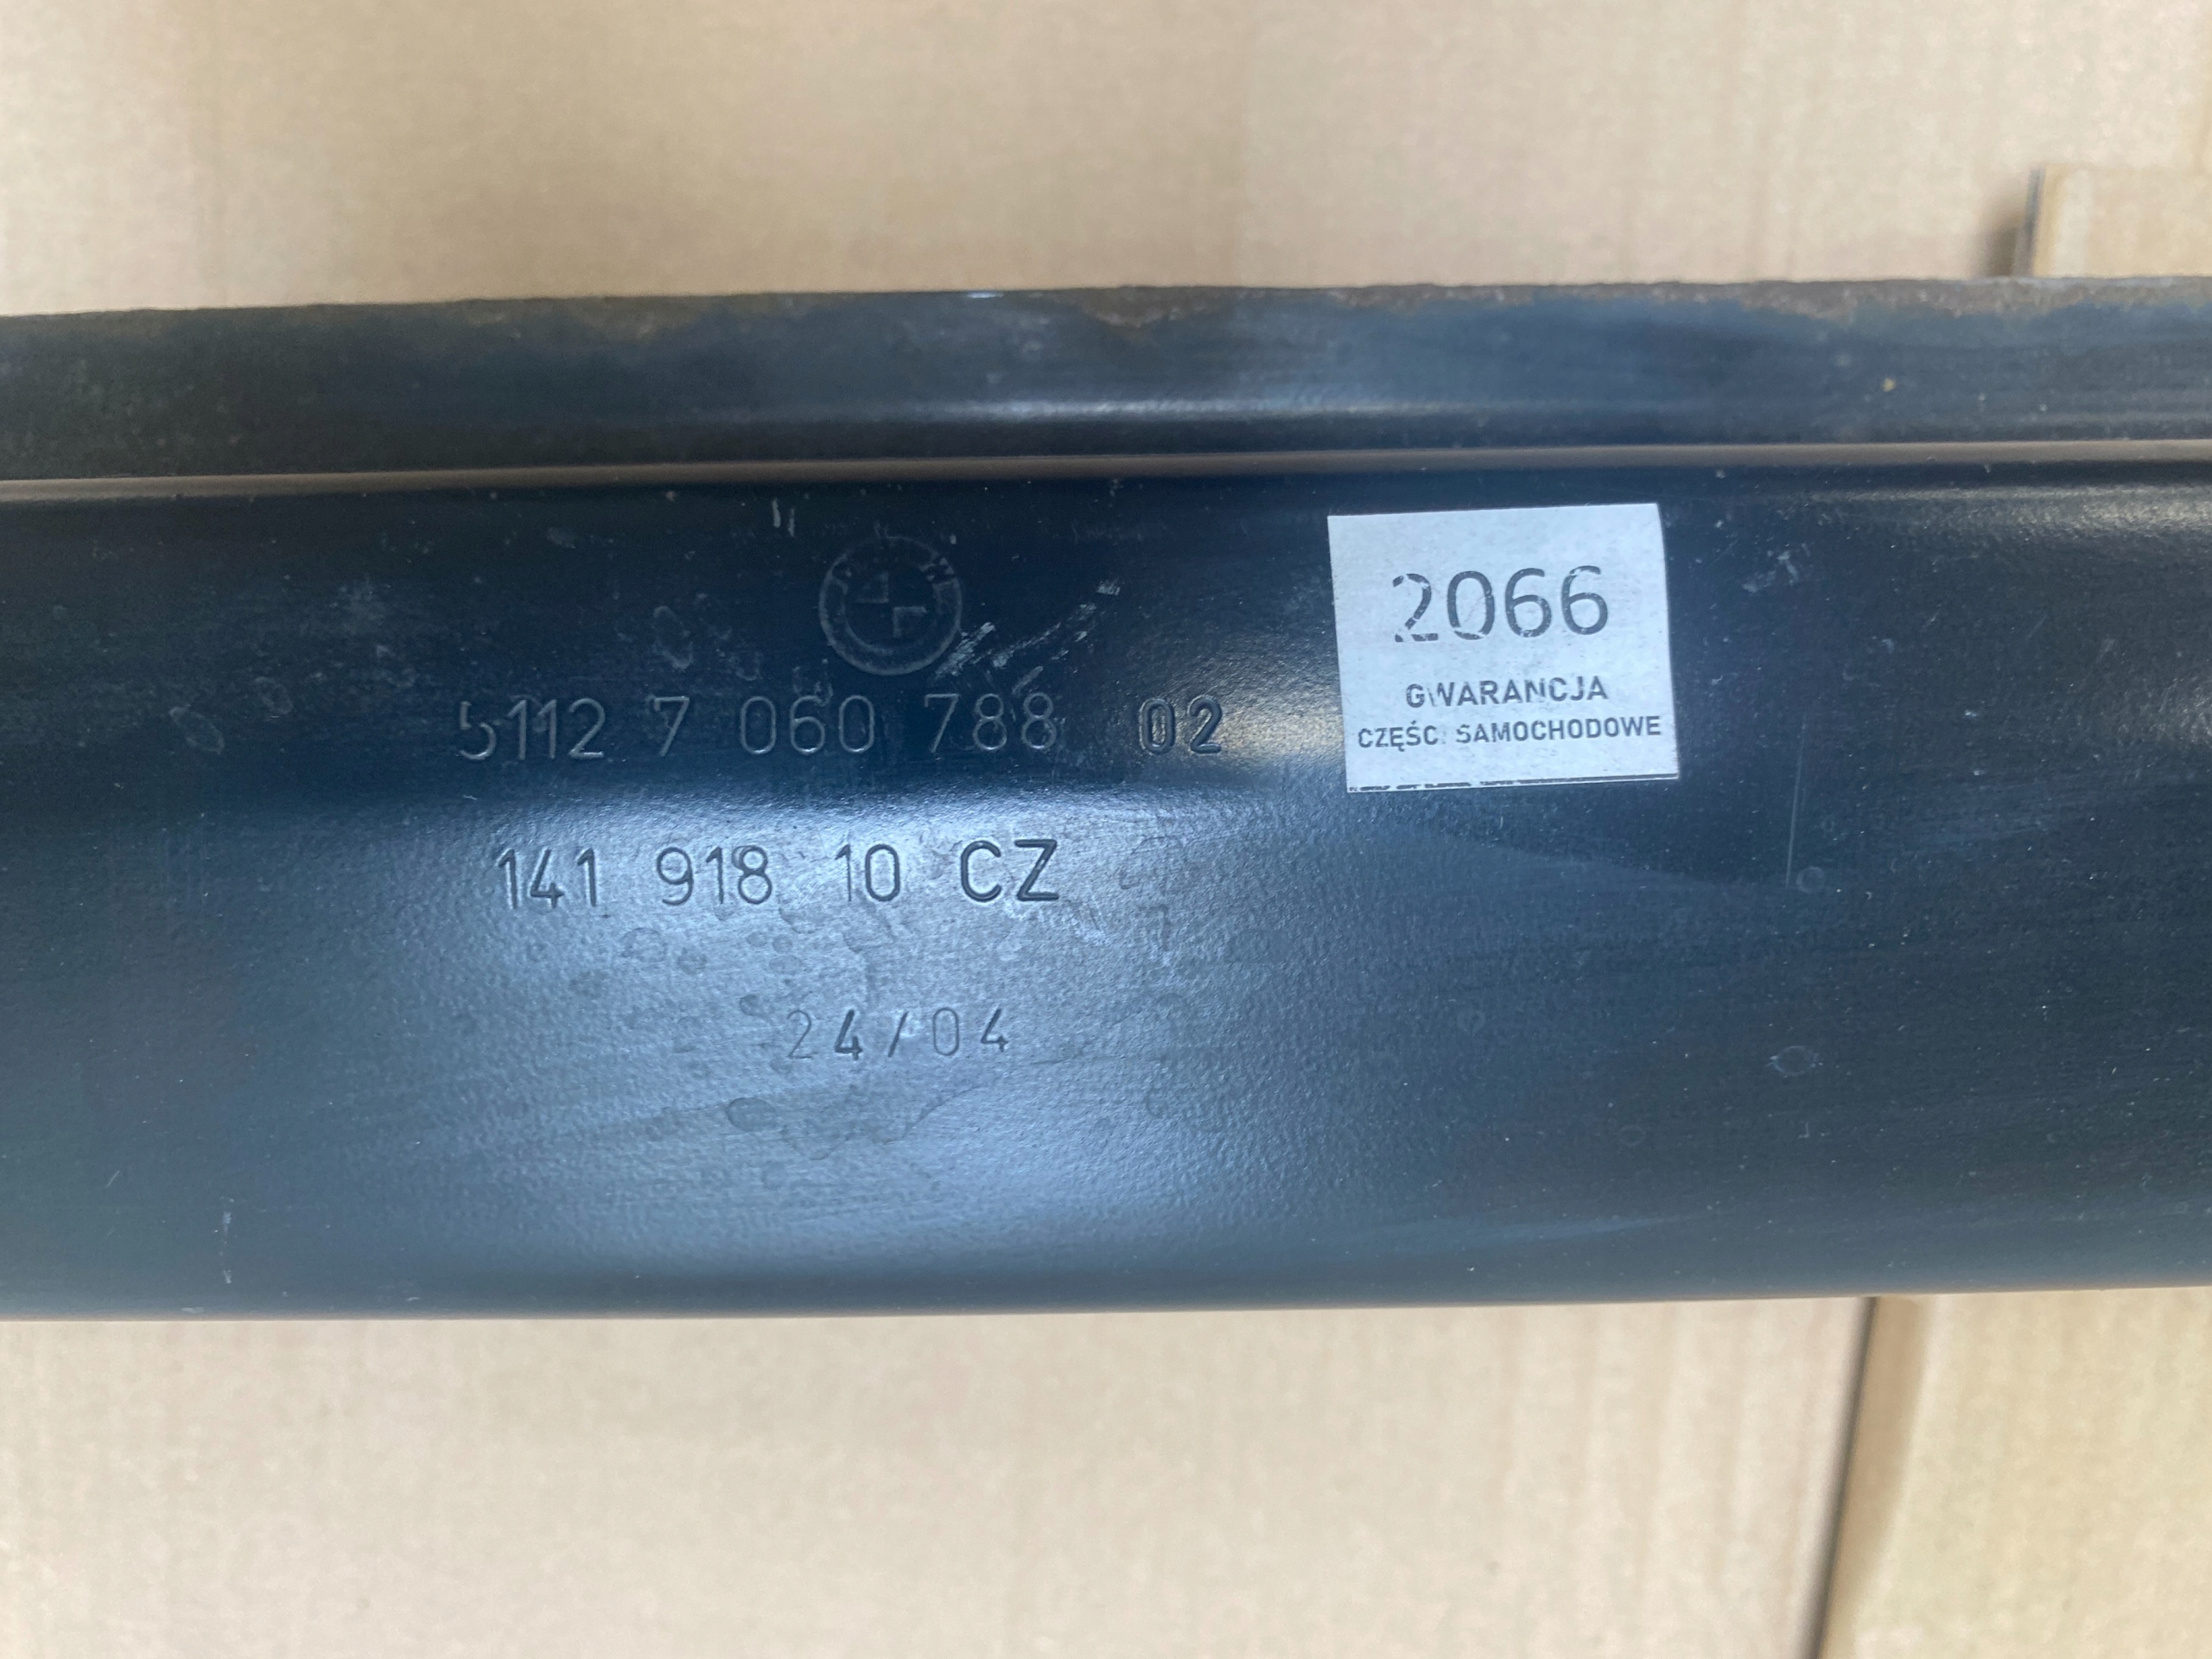 5112 7 060 788 02
141 918 10 CZ
24/04
2066
GWARANCJA
CZĘŚCI SAMOCHODOWE